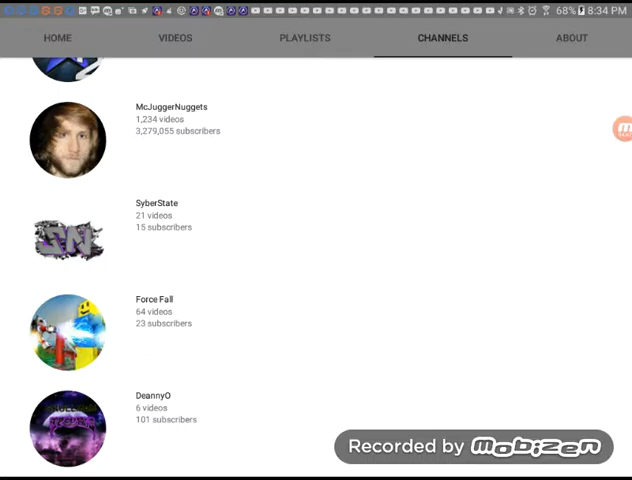 68% 8:34 PM
HOME VIDEOS PLAYLISTS CHANNELS ABOUT
McJuggerNuggets
1,234 videos
3,279,055 subscribers
SyberState
21 videos
15 subscribers
Force Fall
64 videos
23 subscribers
DeannyO
6 videos
101 subscribers
Recorded by mobizen